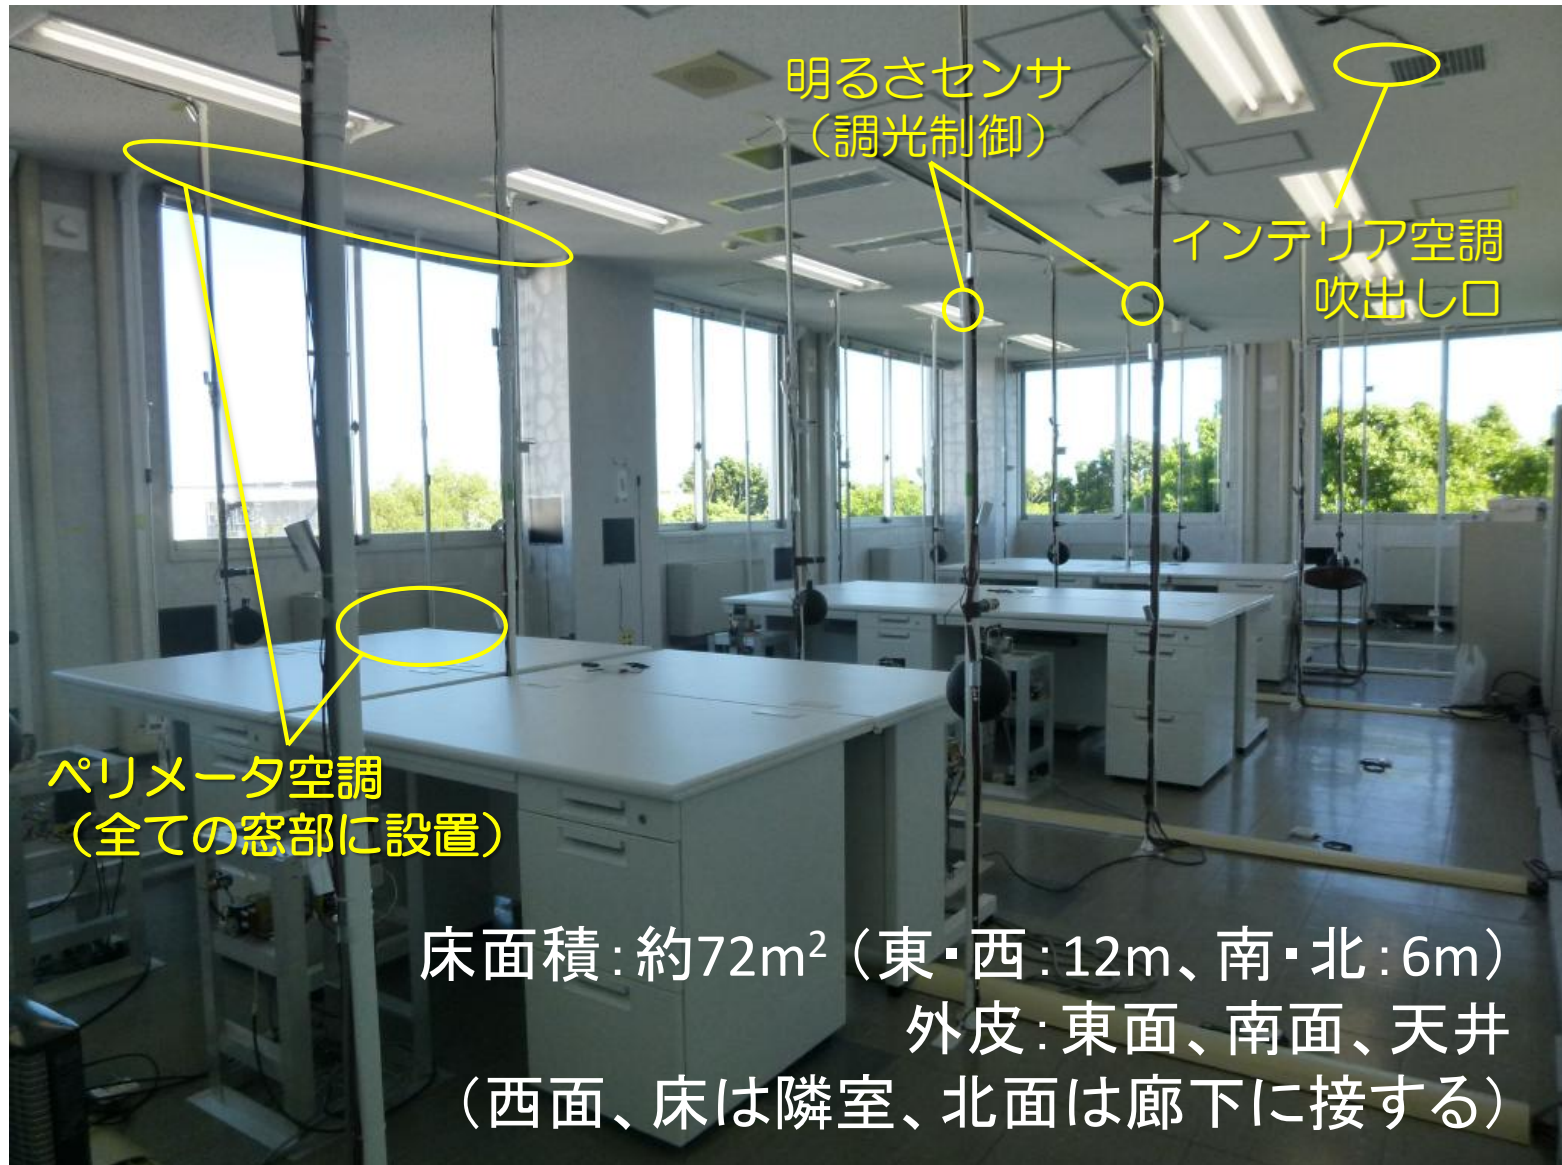 明るさセンサ
（調光制御）
インテリア空調
吹出し口
ペリメータ空調
（全ての窓部に設置）
床面積：約72m²（東・西：12m、南・北：6m）
外皮：東面、南面、天井
（西面、床は隣室、北面は廊下に接する）